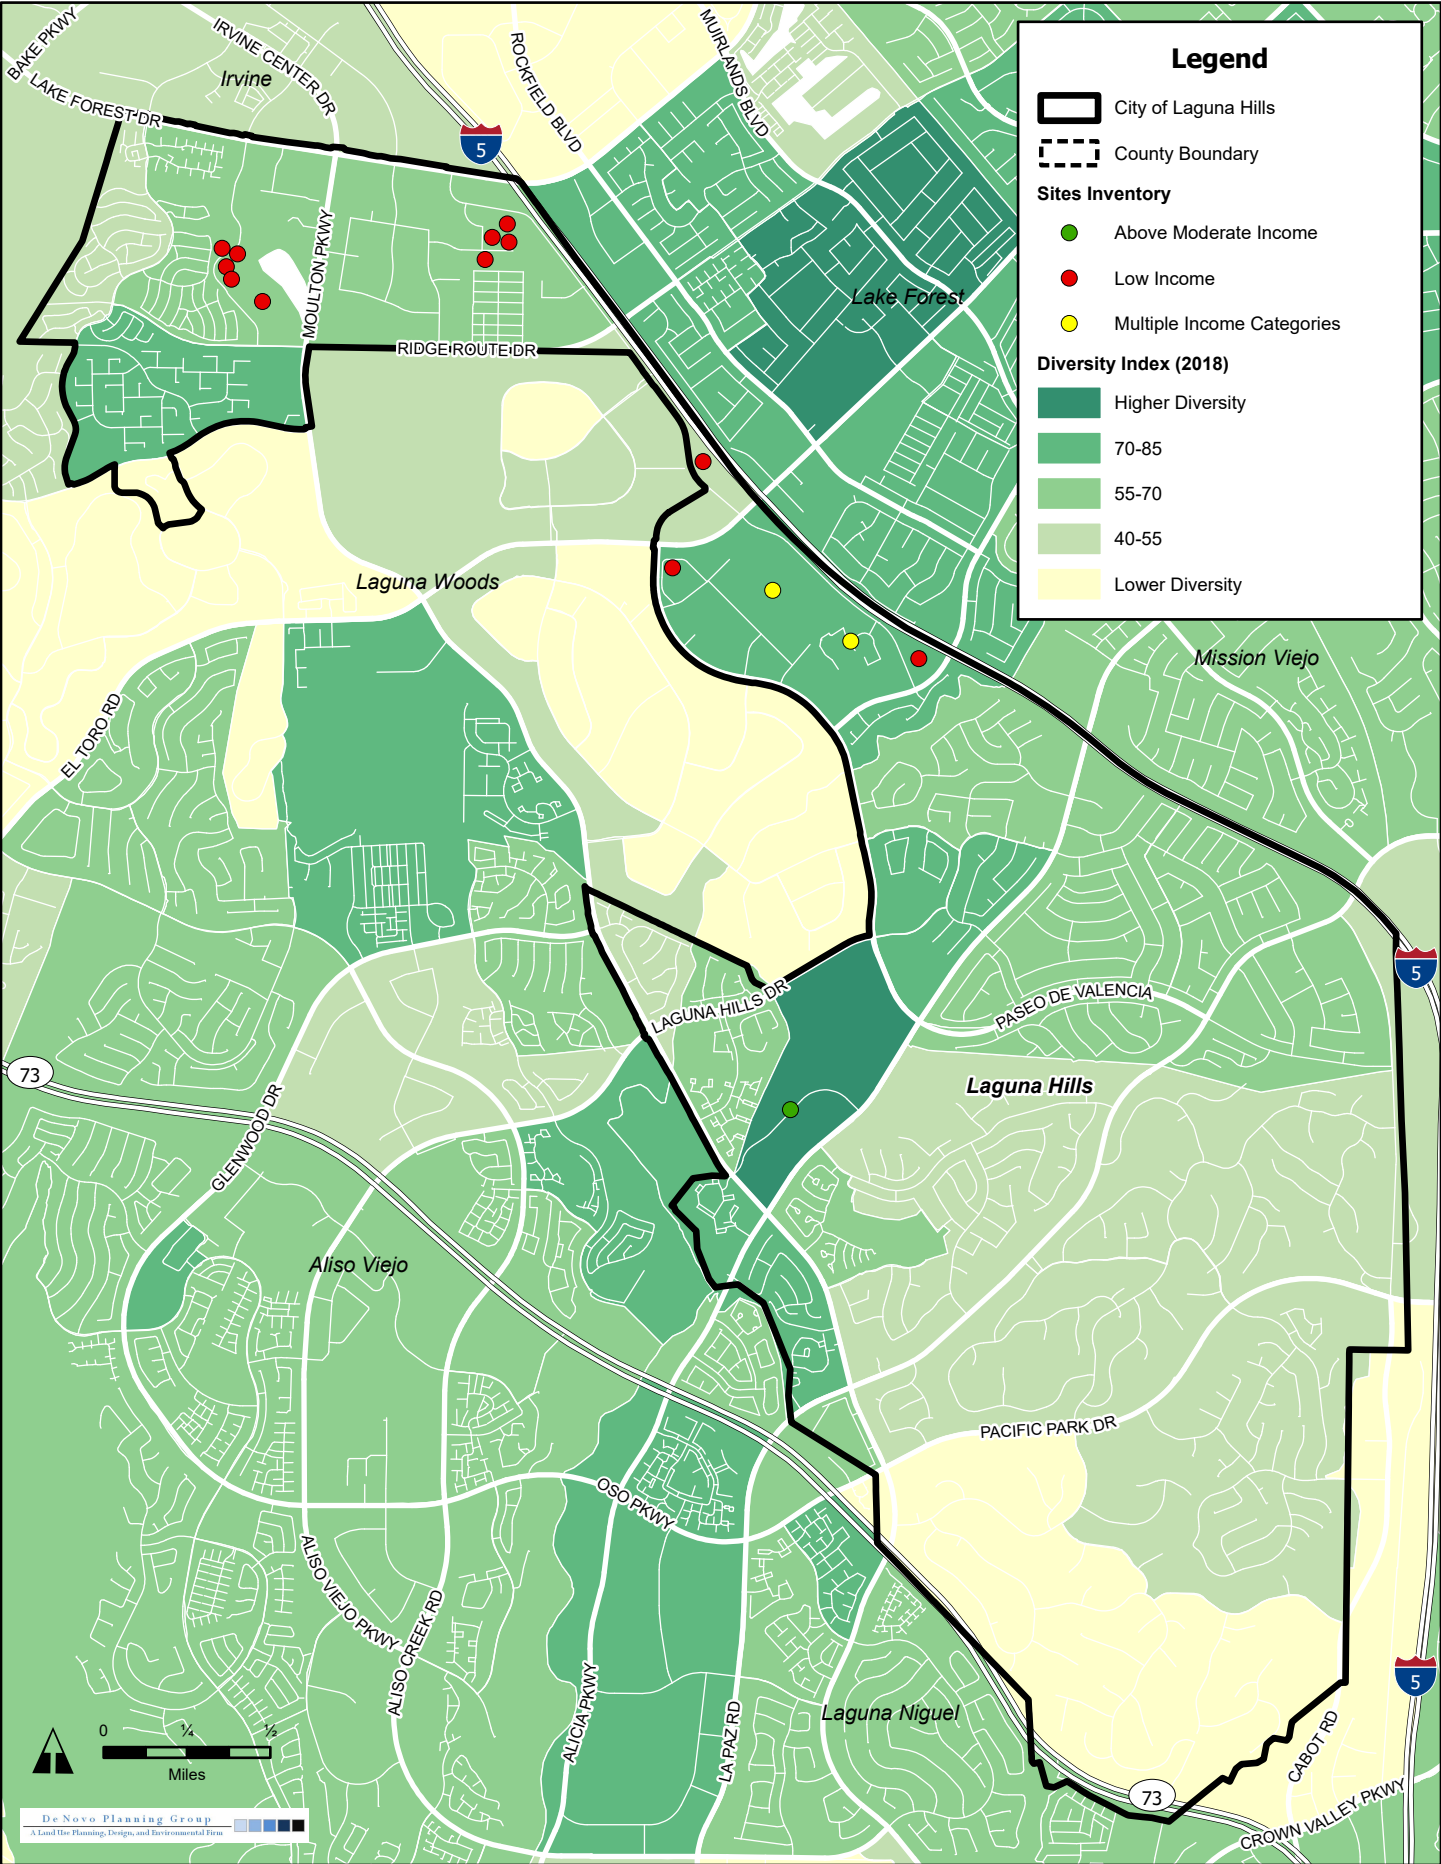 BAKE PKWY
IRVINE CENTER DR
Irvine
LAKE FOREST DR
ROCKFIELD BLVD
MUIRLANDS BLVD
5
MOULTON PKWY
RIDGE ROUTE DR
Lake Forest
Legend
City of Laguna Hills
County Boundary
Sites Inventory
Above Moderate Income
Low Income
Multiple Income Categories
Diversity Index (2018)
Higher Diversity
70-85
55-70
40-55
Lower Diversity
Laguna Woods
Mission Viejo
EL TORO RD
5
LAGUNA HILLS DR
PASEO DE VALENCIA
73
Laguna Hills
GLENWOOD DR
Aliso Viejo
PACIFIC PARK DR
OSO PKWY
ALISO VIEJO PKWY
ALISO CREEK RD
ALICIA PKWY
LA PAZ RD
Laguna Niguel
5
CABOT RD
73
CROWN VALLEY PKWY
0 ¼ ½
Miles
De Novo Planning Group
A Land Use Planning, Design, and Environmental Firm